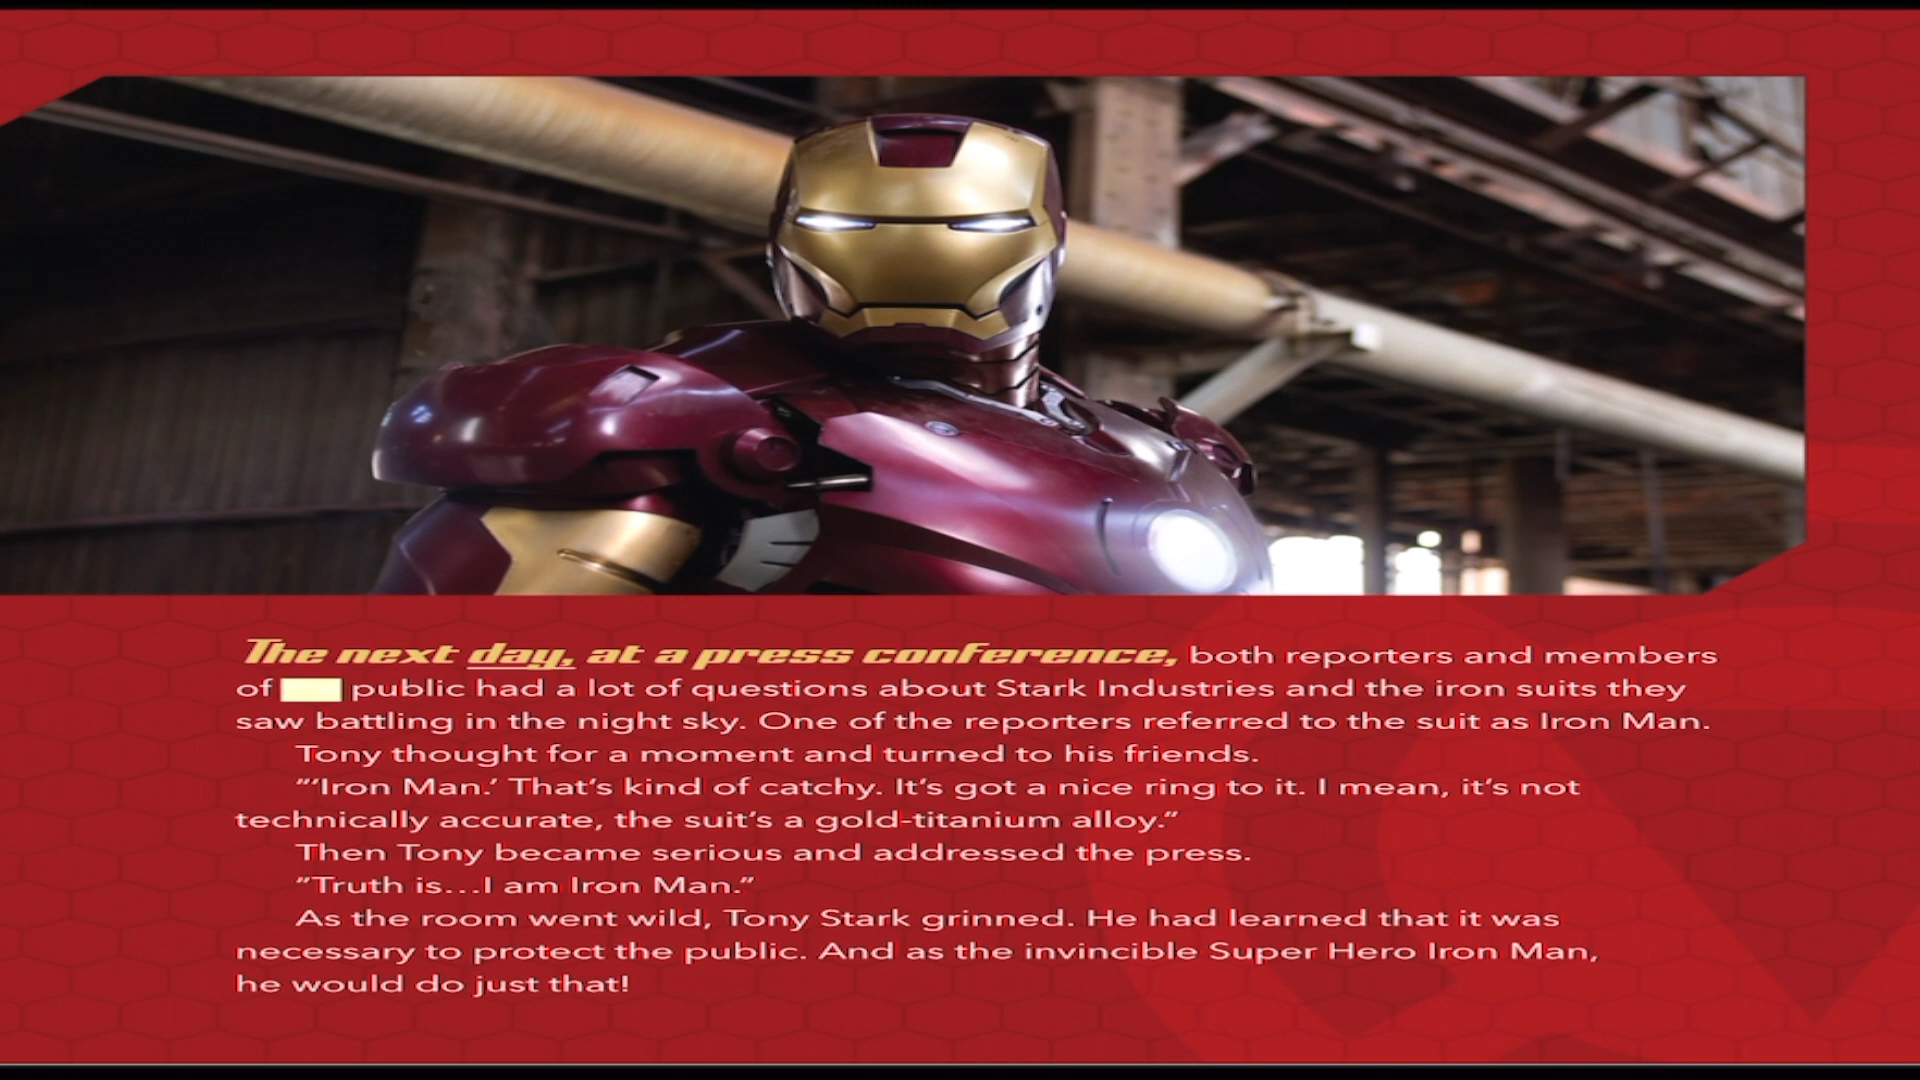 The next day, at a press conference, both reporters and members
of public had a lot of questions about Stark Industries and the iron suits they
saw battling in the night sky. One of the reporters referred to the suit as Iron Man.
Tony thought for a moment and turned to his friends.
“‘Iron Man.’ That’s kind of catchy. It’s got a nice ring to it. I mean, it’s not
technically accurate, the suit’s a gold-titanium alloy.”
Then Tony became serious and addressed the press.
“Truth is...I am Iron Man.”
As the room went wild, Tony Stark grinned. He had learned that it was
necessary to protect the public. And as the invincible Super Hero Iron Man,
he would do just that!